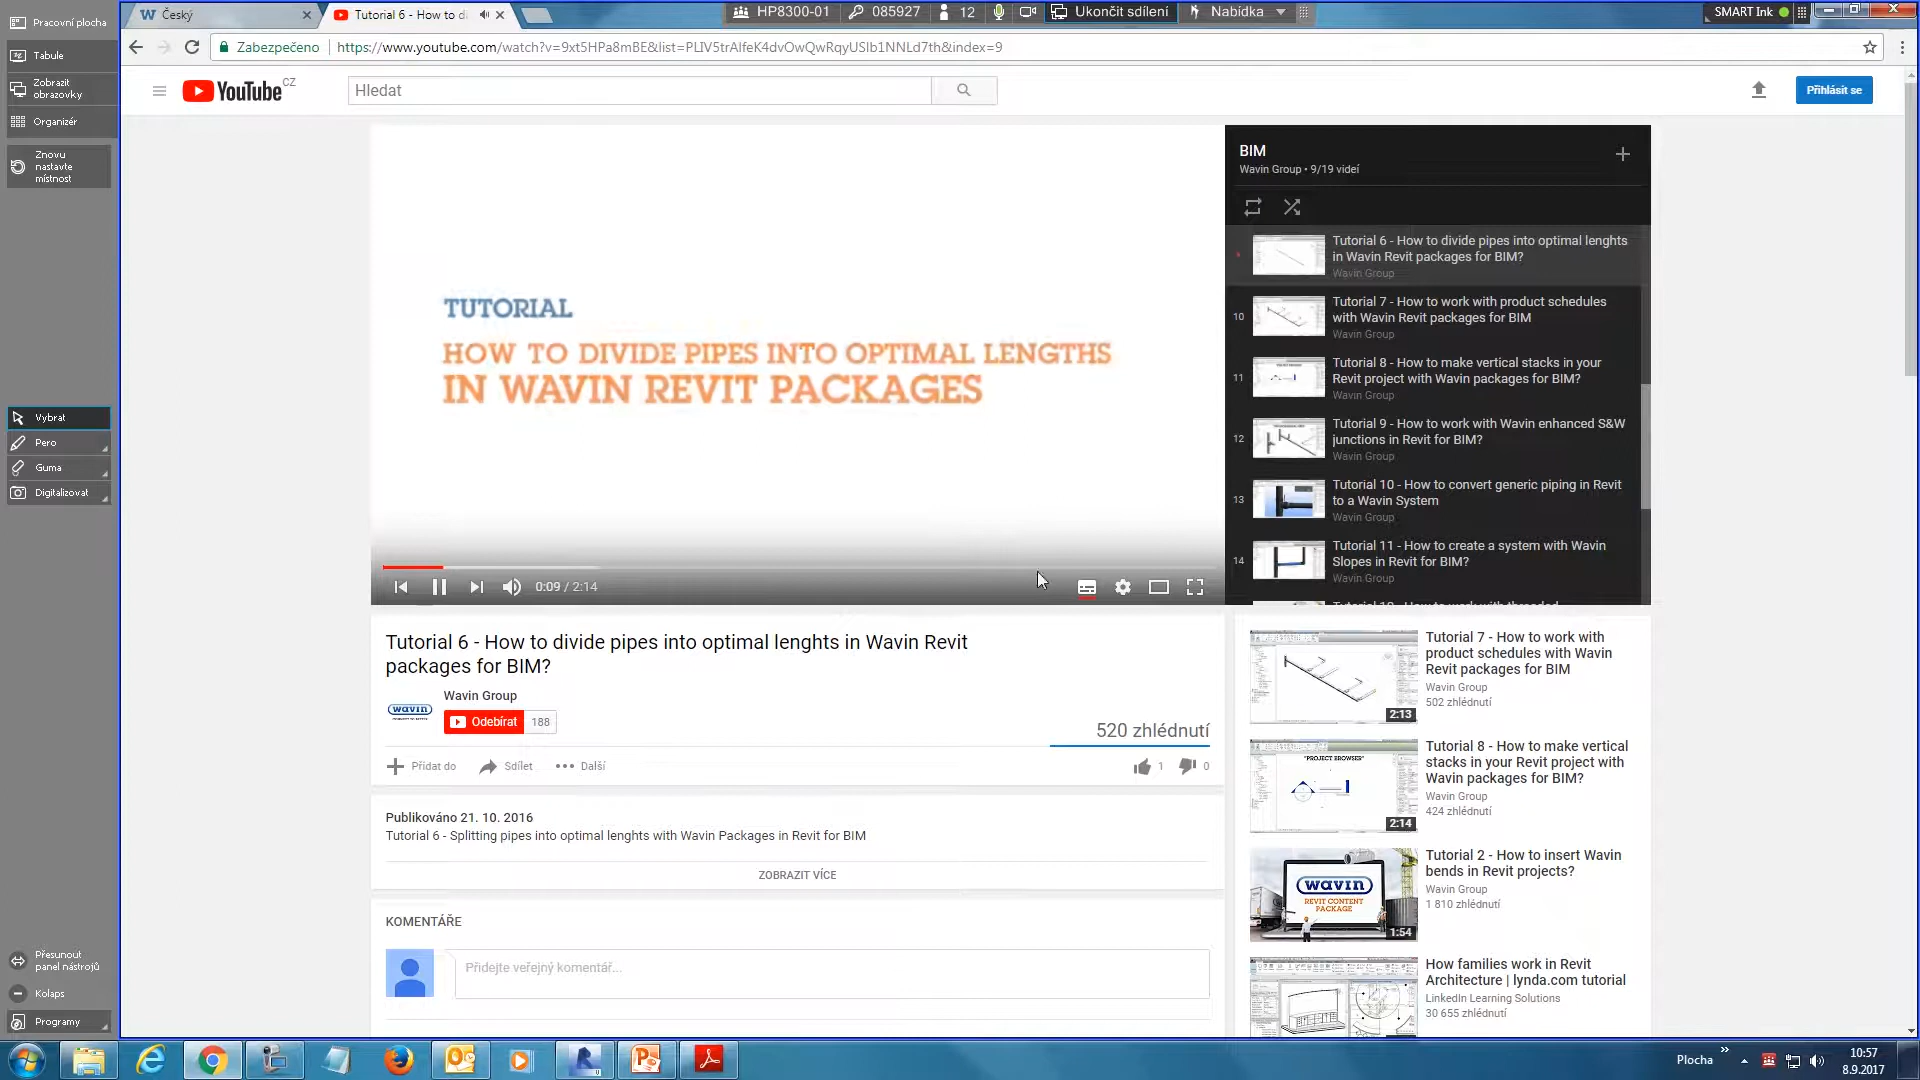 Pracovní plocha
Tabule
Zobrazit
obrazovky
Organizér
Znovu
nastavte
místnost
Vybrat
Pero
Guma
Digitalizovat
Přesunout
panel nástrojů
Kolaps
Programy
Český
Tutorial 6 - How to di
HP8300-01
085927
12
Ukončit sdílení
Nabídka
SMART Ink
Zabezpečeno
https://www.youtube.com/watch?v=9xt5HPa8mBE&list=PLIV5trAlfeK4dvOwQwRqyUSlb1NNLd7th&index=9
YouTube CZ
Hledat
Přihlásit se
TUTORIAL
HOW TO DIVIDE PIPES INTO OPTIMAL LENGTHS
IN WAVIN REVIT PACKAGES
0:09 / 2:14
BIM
Wavin Group • 9/19 videí
Tutorial 6 - How to divide pipes into optimal lenghts
in Wavin Revit packages for BIM?
Wavin Group
10
Tutorial 7 - How to work with product schedules
with Wavin Revit packages for BIM
Wavin Group
11
Tutorial 8 - How to make vertical stacks in your
Revit project with Wavin packages for BIM?
Wavin Group
12
Tutorial 9 - How to work with Wavin enhanced S&W
junctions in Revit for BIM?
Wavin Group
13
Tutorial 10 - How to convert generic piping in Revit
to a Wavin System
Wavin Group
14
Tutorial 11 - How to create a system with Wavin
Slopes in Revit for BIM?
Wavin Group
Tutorial 6 - How to divide pipes into optimal lenghts in Wavin Revit
packages for BIM?
wavin
Wavin Group
Odebírat 188
520 zhlédnutí
Přidat do
Sdílet
Další
1
0
Publikováno 21. 10. 2016
Tutorial 6 - Splitting pipes into optimal lenghts with Wavin Packages in Revit for BIM
ZOBRAZIT VÍCE
KOMENTÁŘE
Přidejte veřejný komentář...
Tutorial 7 - How to work with
product schedules with Wavin
Revit packages for BIM
Wavin Group
502 zhlédnutí
2:13
"PROJECT BROWSER"
Tutorial 8 - How to make vertical
stacks in your Revit project with
Wavin packages for BIM?
Wavin Group
424 zhlédnutí
2:14
wavin
REVIT CONTENT
PACKAGE
Tutorial 2 - How to insert Wavin
bends in Revit projects?
Wavin Group
1 810 zhlédnutí
1:54
How families work in Revit
Architecture | lynda.com tutorial
LinkedIn Learning Solutions
30 655 zhlédnutí
Plocha
10:57
8.9.2017